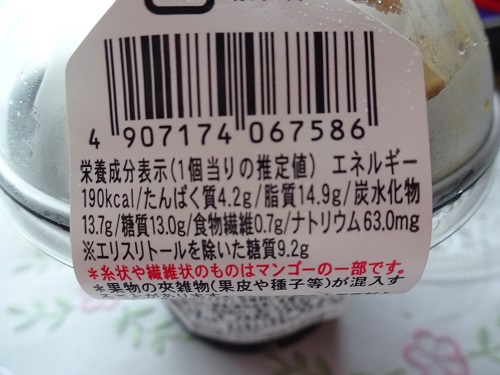 4 907174 067586
栄養成分表示(1個当りの推定値) エネルギー
190kcal/たんぱく質4.2g/脂質14.9g/炭水化物
13.7g/糖質13.0g/食物繊維0.7g/ナトリウム63.0mg
※エリスリトールを除いた糖質9.2g
*糸状や繊維状のものはマンゴーの一部です。
*果物の夾雑物(果皮や種子等)が混入す